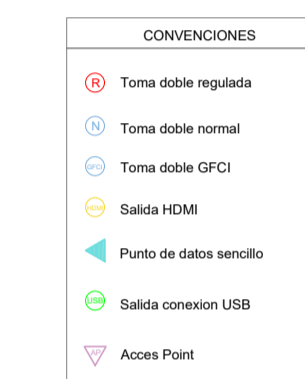 CONVENCIONES
R Toma doble regulada
N Toma doble normal
GFCI Toma doble GFCI
HDMI Salida HDMI
Punto de datos sencillo
USB Salida conexion USB
AP Acces Point